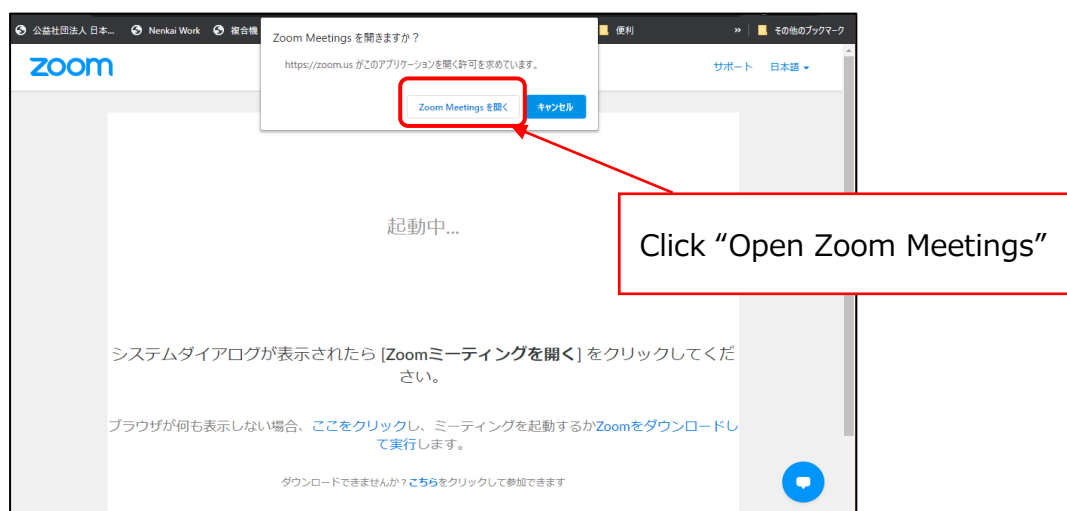 公益社団法人 日本... Nenkai Work 複合機 便利 » その他のブックマーク
Zoom Meetings を開きますか？
https://zoom.us がこのアプリケーションを開く許可を求めています。
Zoom Meetings を開く キャンセル
zoom サポート 日本語
起動中...
Click “Open Zoom Meetings”
システムダイアログが表示されたら [Zoomミーティングを開く] をクリックしてくだ
さい。
ブラウザが何も表示しない場合、ここをクリックし、ミーティングを起動するかZoomをダウンロードし
て実行します。
ダウンロードできませんか？こちらをクリックして参加できます